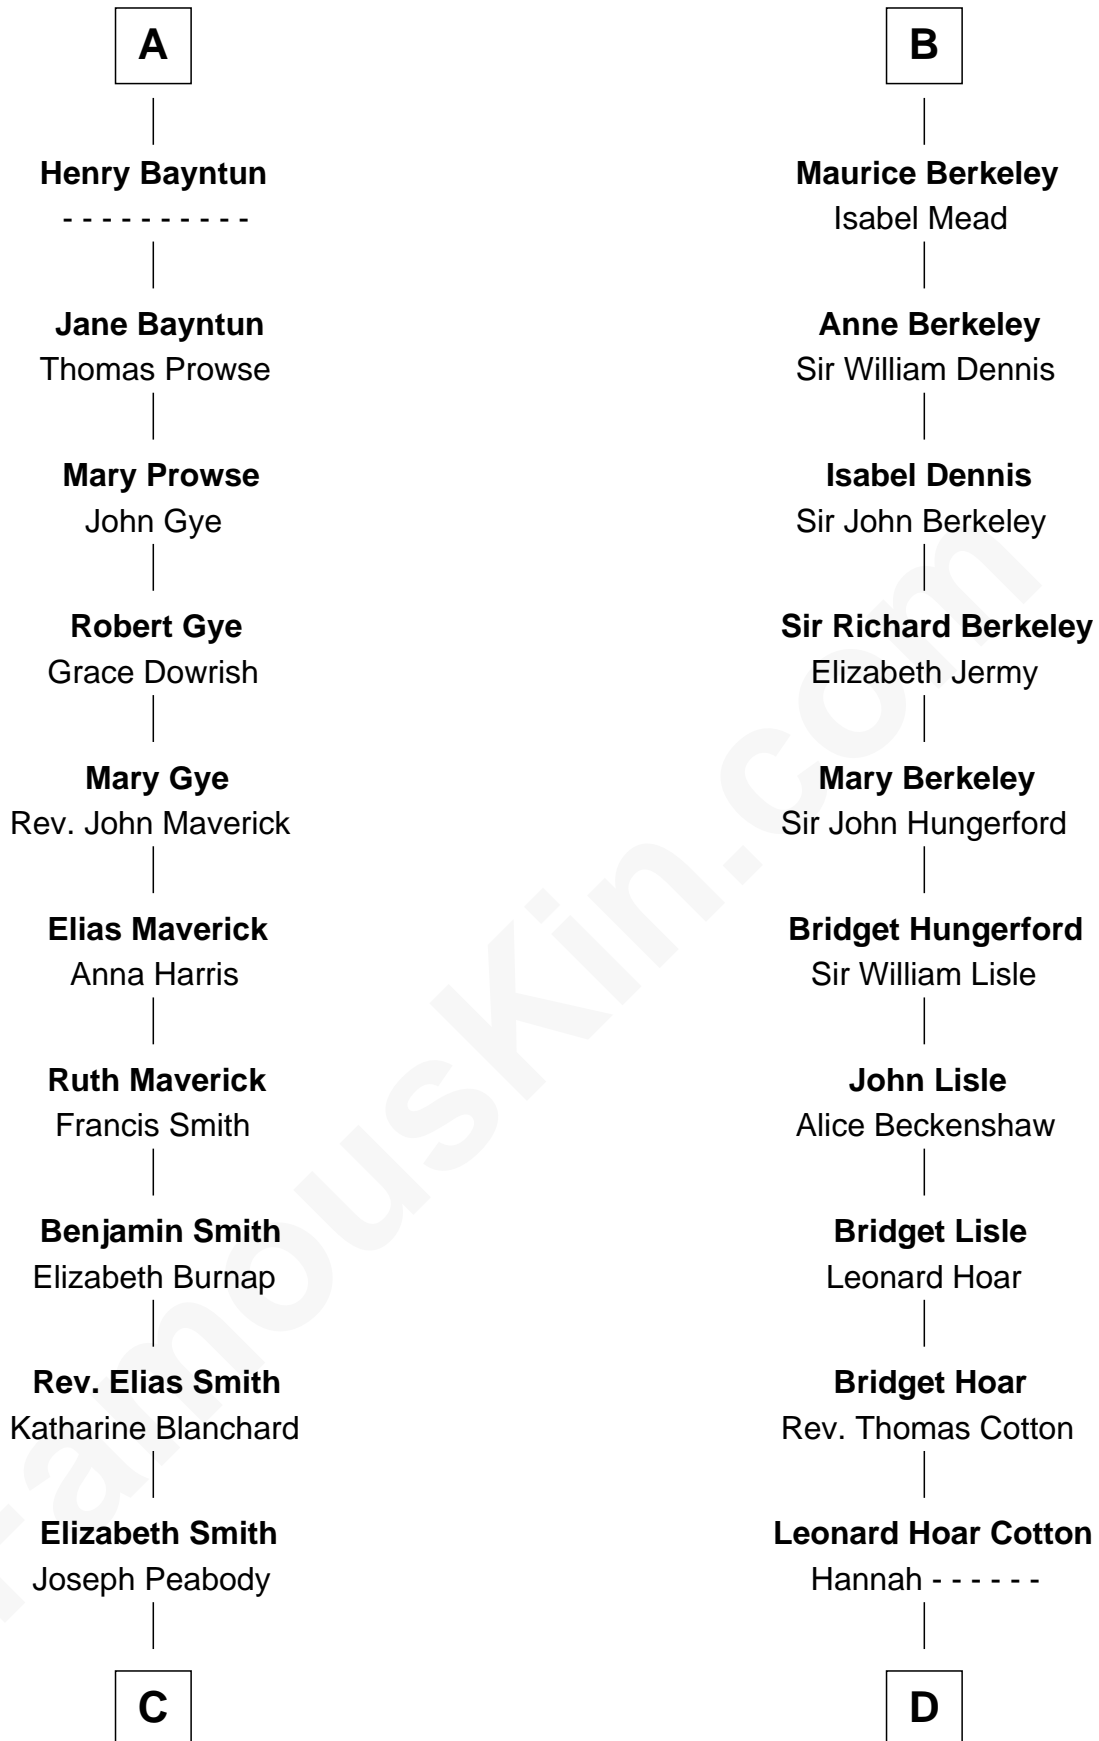 A
Henry Bayntun
- - - - - - - - - -
Jane Bayntun
Thomas Prowse
Mary Prowse
John Gye
Robert Gye
Grace Dowrish
Mary Gye
Rev. John Maverick
Elias Maverick
Anna Harris
Ruth Maverick
Francis Smith
Benjamin Smith
Elizabeth Burnap
Rev. Elias Smith
Katharine Blanchard
Elizabeth Smith
Joseph Peabody
C
B
Maurice Berkeley
Isabel Mead
Anne Berkeley
Sir William Dennis
Isabel Dennis
Sir John Berkeley
Sir Richard Berkeley
Elizabeth Jermy
Mary Berkeley
Sir John Hungerford
Bridget Hungerford
Sir William Lisle
John Lisle
Alice Beckenshaw
Bridget Lisle
Leonard Hoar
Bridget Hoar
Rev. Thomas Cotton
Leonard Hoar Cotton
Hannah - - - - - -
D
FamousKin.com